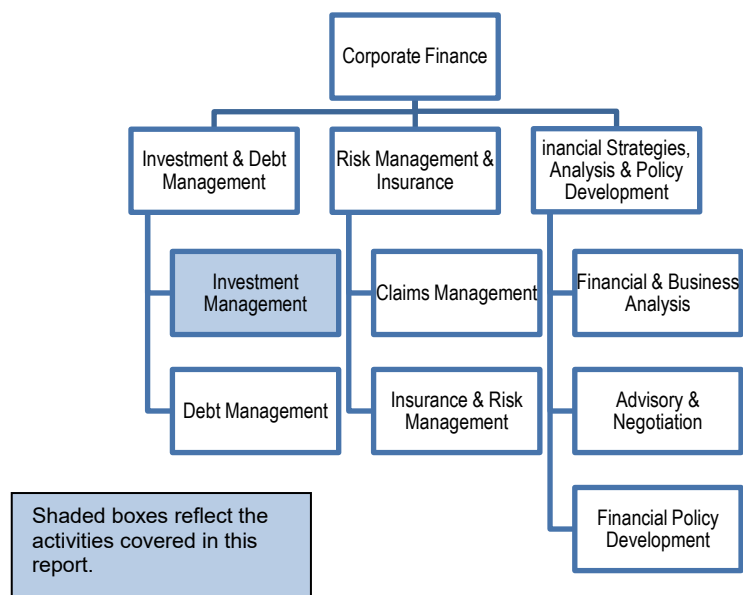 Corporate Finance
Investment & Debt
Management
Risk Management &
Insurance
inancial Strategies,
Analysis & Policy
Development
Investment
Management
Claims Management
Financial & Business
Analysis
Debt Management
Insurance & Risk
Management
Advisory &
Negotiation
Financial Policy
Development
Shaded boxes reflect the
activities covered in this
report.